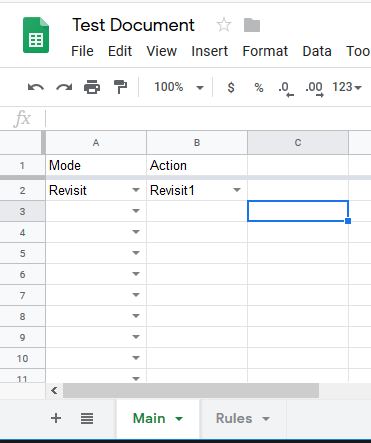 Test Document
File Edit View Insert Format Data Too
100% $ % .0 .00 123
fx
A B C
1 Mode Action
2 Revisit Revisit1
3
4
5
6
7
8
9
10
11
+ Main Rules